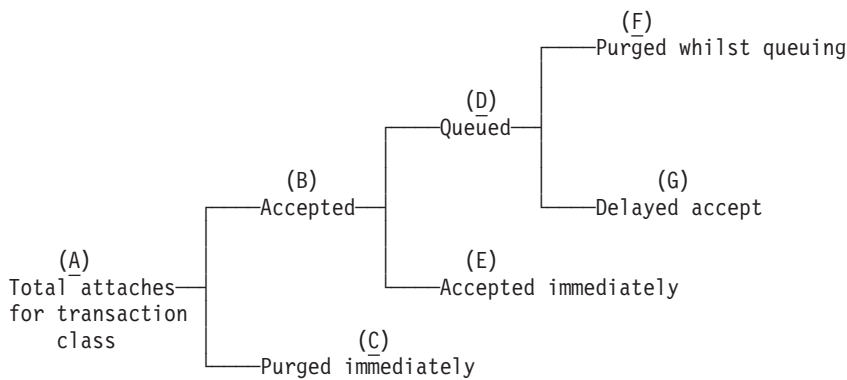 (F)
Purged whilst queuing
(D)
Queued
(B)
(G)
Accepted
Delayed accept
(A)
(E)
Total attaches
Accepted immediately
for transaction
class
(C)
Purged immediately